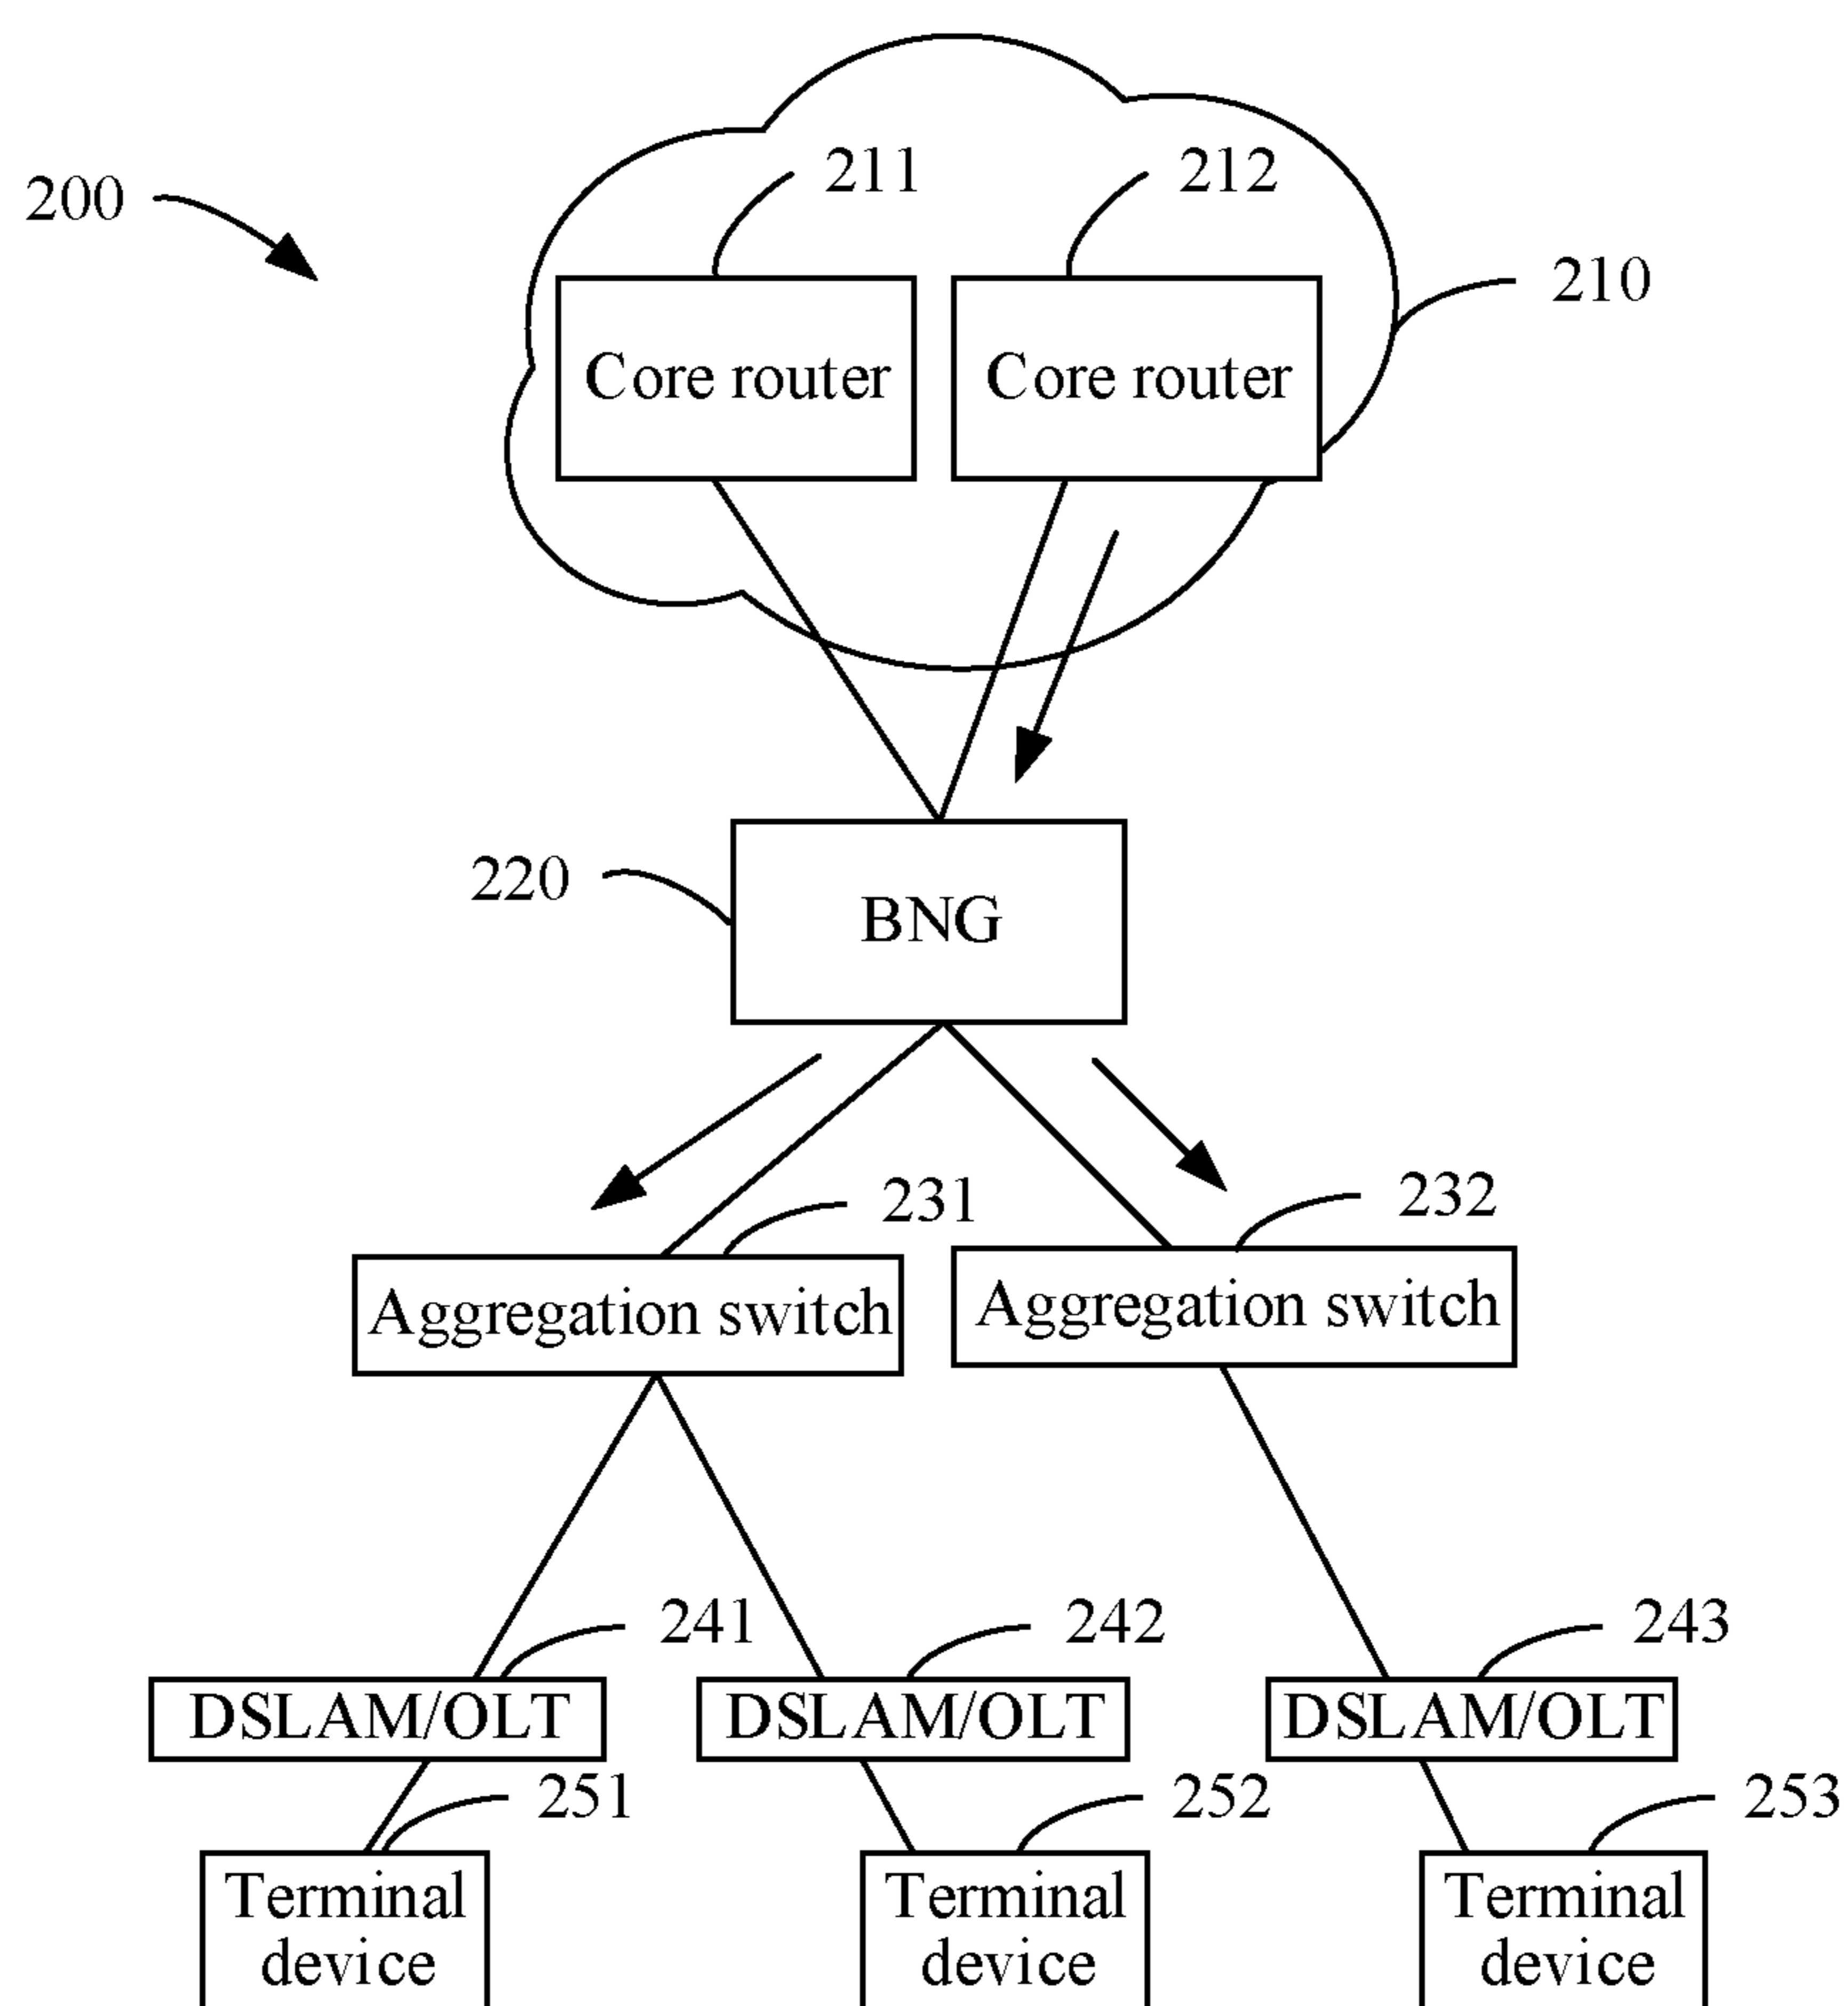 200
211
212
210
Core router
Core router
220
BNG
231
232
Aggregation switch
Aggregation switch
241
242
243
DSLAM/OLT
DSLAM/OLT
DSLAM/OLT
251
252
253
Terminal
device
Terminal
device
Terminal
device